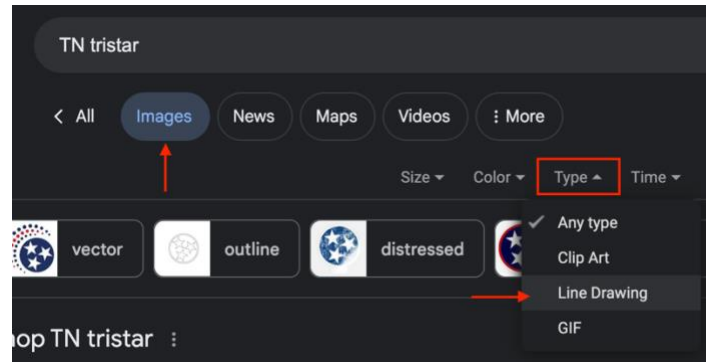 TN tristar
< All Images News Maps Videos ⋮ More
Size Color Type Time
Any type
Clip Art
Line Drawing
GIF
vector outline distressed
TN tristar